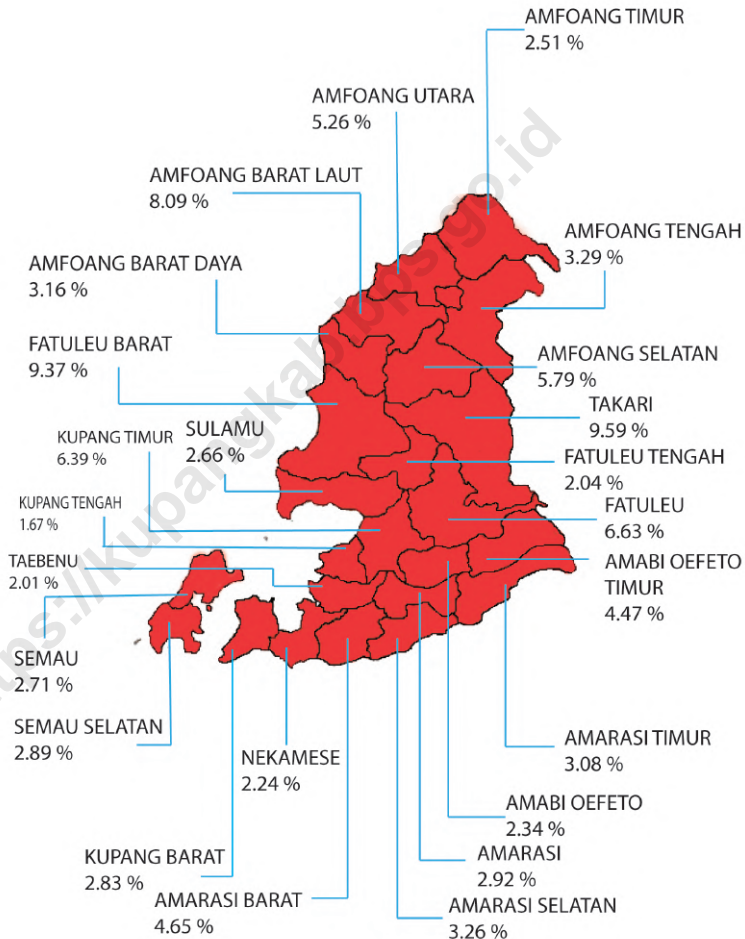 AMFOANG TIMUR
2.51 %
AMFOANG UTARA
5.26 %
AMFOANG BARAT LAUT
8.09 %
AMFOANG TENGAH
3.29 %
AMFOANG BARAT DAYA
3.16 %
FATULEU BARAT
9.37 %
AMFOANG SELATAN
5.79 %
TAKARI
9.59 %
KUPANG TIMUR
6.39 %
SULAMU
2.66 %
FATULEU TENGAH
2.04 %
KUPANG TENGAH
1.67 %
FATULEU
6.63 %
TAEBENU
2.01 %
AMABI OEFETO
TIMUR
4.47 %
SEMAU
2.71 %
SEMAU SELATAN
2.89 %
NEKAMESE
2.24 %
AMARASI TIMUR
3.08 %
AMABI OEFETO
2.34 %
KUPANG BARAT
2.83 %
AMARASI
2.92 %
AMARASI BARAT
4.65 %
AMARASI SELATAN
3.26 %
https://kupangkab.bps.go.id